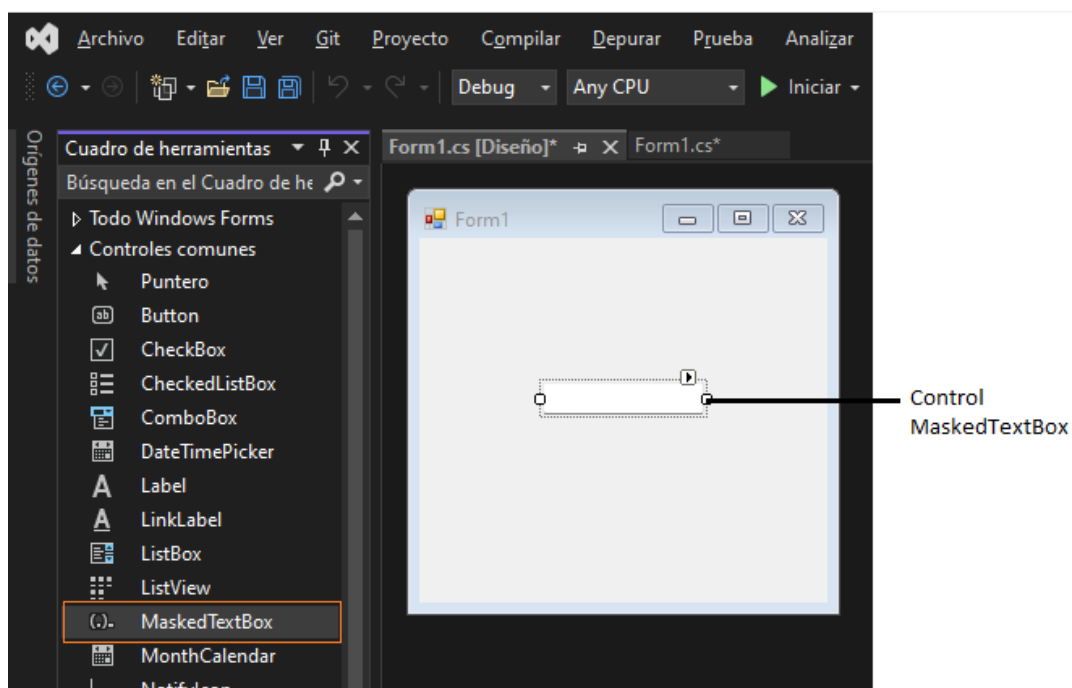 Archivo Editar Ver Git Proyecto Compilar Depurar Prueba Analizar
Debug Any CPU Iniciar
Orígenes de datos
Cuadro de herramientas
Form1.cs [Diseño]* Form1.cs*
Búsqueda en el Cuadro de he
Todo Windows Forms
Form1
Controles comunes
Puntero
Button
CheckBox
CheckedListBox
ComboBox
DateTimePicker
Label
LinkLabel
ListBox
ListView
MaskedTextBox
MonthCalendar
Control
MaskedTextBox